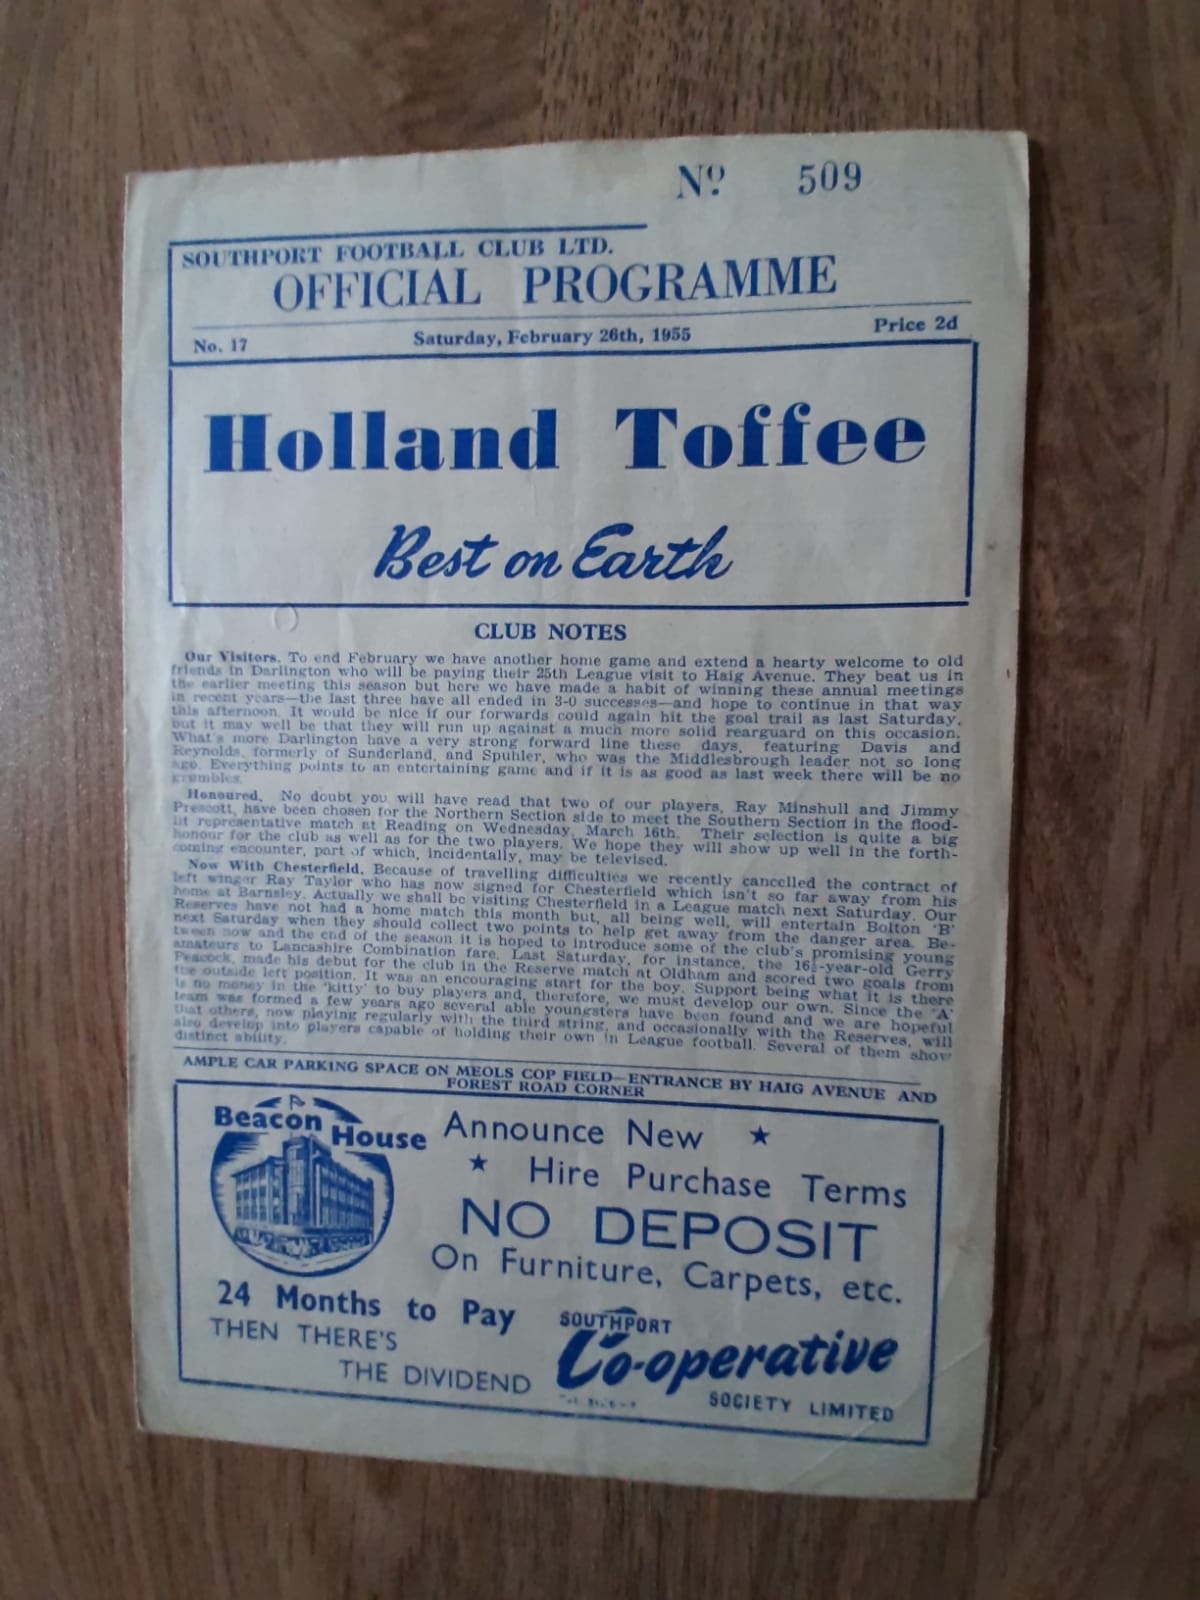 Nº 509
SOUTHPORT FOOTBALL CLUB LTD.
OFFICIAL PROGRAMME
No. 17 Saturday, February 26th, 1955 Price 2d
Holland Toffee
Best on Earth
CLUB NOTES
Our Visitors. To end February we have another home game and extend a hearty welcome to old
friends in Darlington who will be paying their 25th League visit to Haig Avenue. They beat us in
the earlier meeting this season but here we have made a habit of winning these annual meetings
in recent years—the last three have all ended in 3-0 successes—and hope to continue in that way
this afternoon. It would be nice if our forwards could again hit the goal trail as last Saturday,
but it may well be that they will run up against a much more solid rearguard on this occasion.
What's more Darlington have a very strong forward line these days, featuring Davis and
Reynolds, formerly of Sunderland, and Spuhler, who was the Middlesbrough leader not so long
ago. Everything points to an entertaining game and if it is as good as last week there will be no
grumbles.
Honoured. No doubt you will have read that two of our players, Ray Minshull and Jimmy
Prescott, have been chosen for the Northern Section side to meet the Southern Section in the flood-
lit representative match at Reading on Wednesday, March 16th. Their selection is quite a big
honour for the club as well as for the two players. We hope they will show up well in the forth-
coming encounter, part of which, incidentally, may be televised.
Now With Chesterfield. Because of travelling difficulties we recently cancelled the contract of
left winger Ray Taylor who has now signed for Chesterfield which isn't so far away from his
home at Barnsley. Actually we shall be visiting Chesterfield in a League match next Saturday. Our
Reserves have not had a home match this month but, all being well, will entertain Bolton 'B'
next Saturday when they should collect two points to help get away from the danger area. Be-
tween now and the end of the season it is hoped to introduce some of the club's promising young
amateurs to Lancashire Combination fare. Last Saturday, for instance, the 16½-year-old Gerry
Peacock, made his debut for the club in the Reserve match at Oldham and scored two goals from
the outside left position. It was an encouraging start for the boy. Support being what it is there
is no money in the 'kitty' to buy players and, therefore, we must develop our own. Since the 'A'
team was formed a few years ago several able youngsters have been found and we are hopeful
that others, now playing regularly with the third string, and occasionally with the Reserves, will
also develop into players capable of holding their own in League football. Several of them show
distinct ability.
AMPLE CAR PARKING SPACE ON MEOLS COP FIELD—ENTRANCE BY HAIG AVENUE AND
FOREST ROAD CORNER
Beacon House
Announce New
Hire Purchase Terms
NO DEPOSIT
On Furniture, Carpets, etc.
24 Months to Pay
THEN THERE'S
THE DIVIDEND
SOUTHPORT
Co-operative
SOCIETY LIMITED